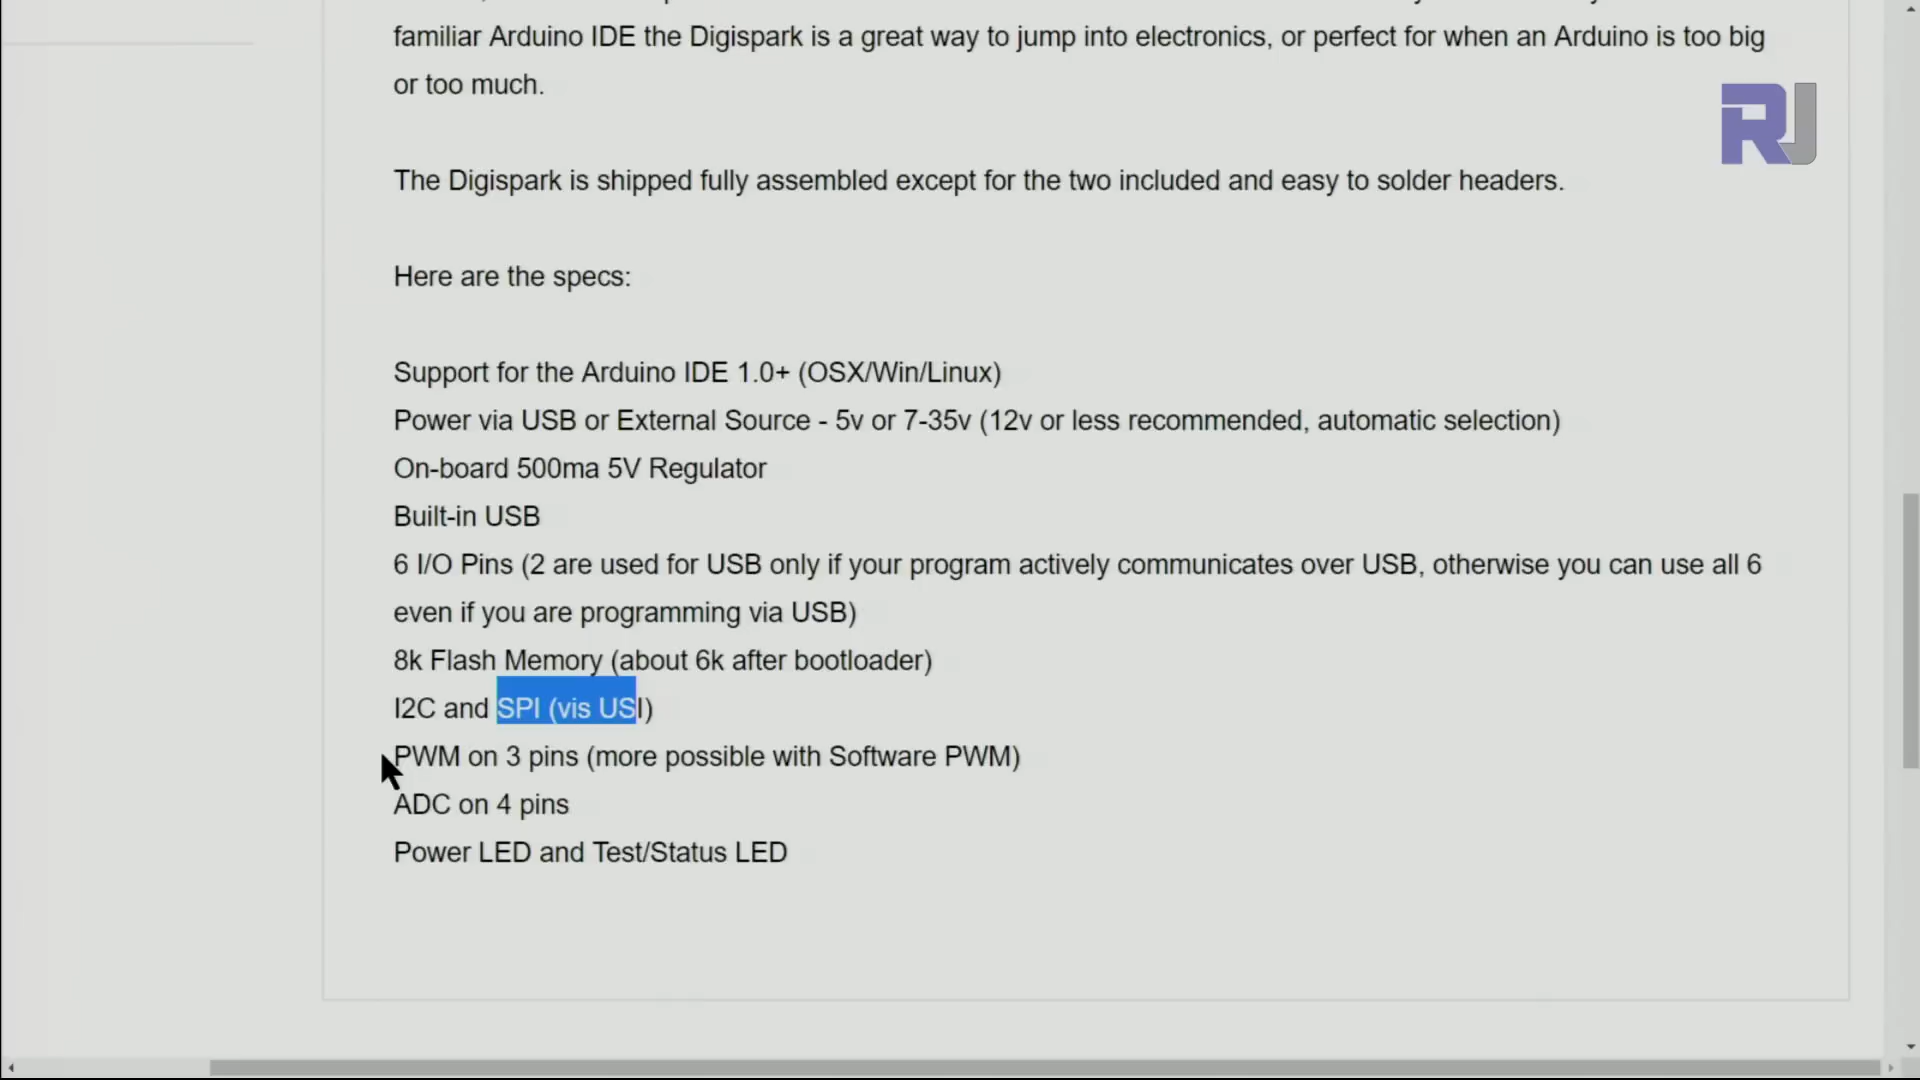 familiar Arduino IDE the Digispark is a great way to jump into electronics, or perfect for when an Arduino is too big
or too much.
RJ
The Digispark is shipped fully assembled except for the two included and easy to solder headers.
Here are the specs:
Support for the Arduino IDE 1.0+ (OSX/Win/Linux)
Power via USB or External Source - 5v or 7-35v (12v or less recommended, automatic selection)
On-board 500ma 5V Regulator
Built-in USB
6 I/O Pins (2 are used for USB only if your program actively communicates over USB, otherwise you can use all 6
even if you are programming via USB)
8k Flash Memory (about 6k after bootloader)
I2C and SPI (vis USI)
PWM on 3 pins (more possible with Software PWM)
ADC on 4 pins
Power LED and Test/Status LED